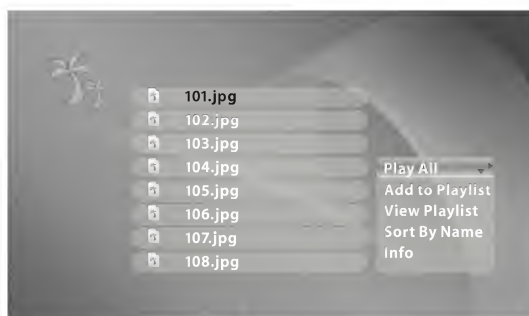 101.jpg
102.jpg
103.jpg
104.jpg
105.jpg
106.jpg
107.jpg
108.jpg
Play All
Add to Playlist
View Playlist
Sort By Name
Info